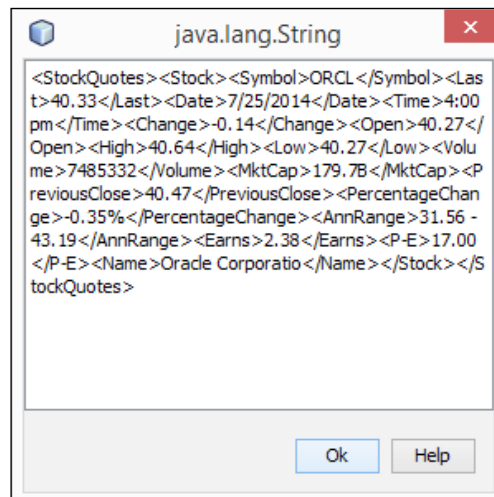 java.lang.String
<StockQuotes><Stock><Symbol>ORCL</Symbol><Las
t>40.33</Last><Date>7/25/2014</Date><Time>4:00
pm</Time><Change>-0.14</Change><Open>40.27</
Open><High>40.64</High><Low>40.27</Low><Volu
me>7485332</Volume><MktCap>179.7B</MktCap><P
reviousClose>40.47</PreviousClose><PercentageChan
ge>-0.35%</PercentageChange><AnnRange>31.56 -
43.19</AnnRange><Earns>2.38</Earns><P-E>17.00
</P-E><Name>Oracle Corporatio</Name></Stock></S
tockQuotes>
Ok Help